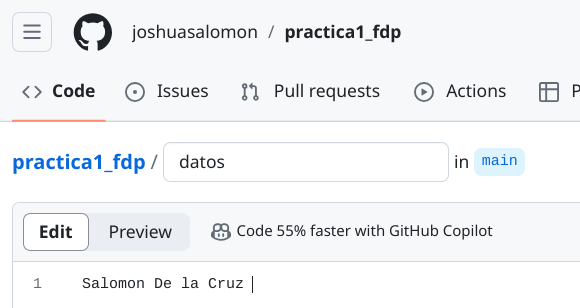 joshuasalomon / practica1_fdp
Code Issues Pull requests Actions P
practica1_fdp / datos in main
Edit Preview Code 55% faster with GitHub Copilot
1 Salomon De la Cruz